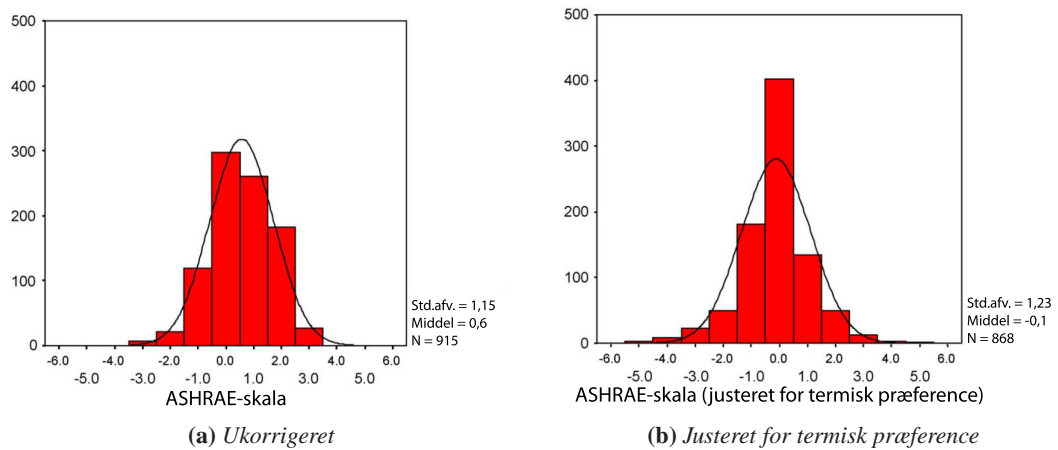 500
400
300
200
100
0
-6.0 -4.0 -2.0 0.0 2.0 4.0 6.0
-5.0 -3.0 -1.0 1.0 3.0 5.0
ASHRAE-skala
Std.afv. = 1,15
Middel = 0,6
N = 915
(a) Ukorrigeret
500
400
300
200
100
0
-6.0 -4.0 -2.0 0.0 2.0 4.0 6.0
-5.0 -3.0 -1.0 1.0 3.0 5.0
ASHRAE-skala (justeret for termisk præference)
Std.afv. = 1,23
Middel = -0,1
N = 868
(b) Justeret for termisk præference